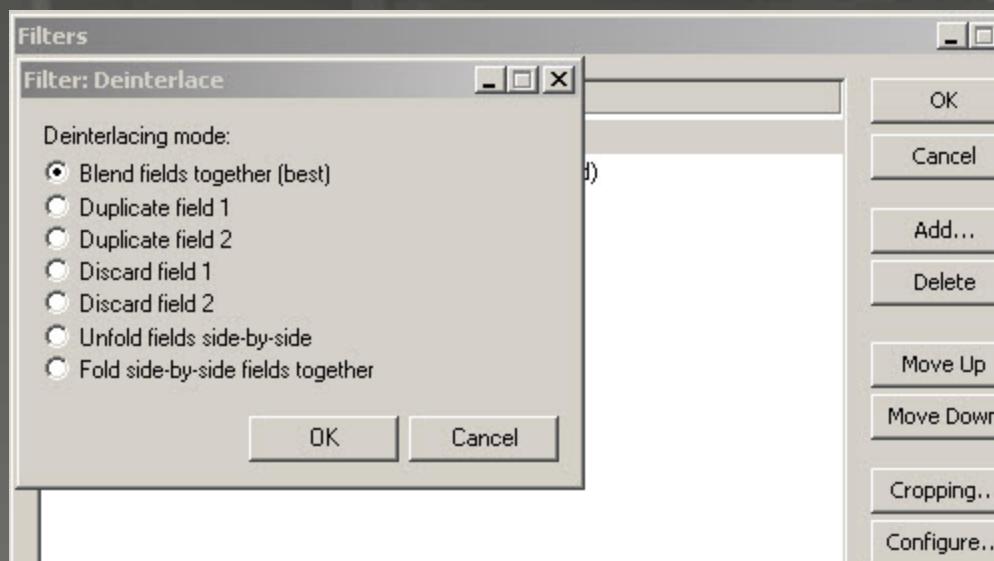 Filters
Filter: Deinterlace
Deinterlacing mode:
Blend fields together (best)
Duplicate field 1
Duplicate field 2
Discard field 1
Discard field 2
Unfold fields side-by-side
Fold side-by-side fields together
OK
Cancel
d)
OK
Cancel
Add...
Delete
Move Up
Move Down
Cropping..
Configure..